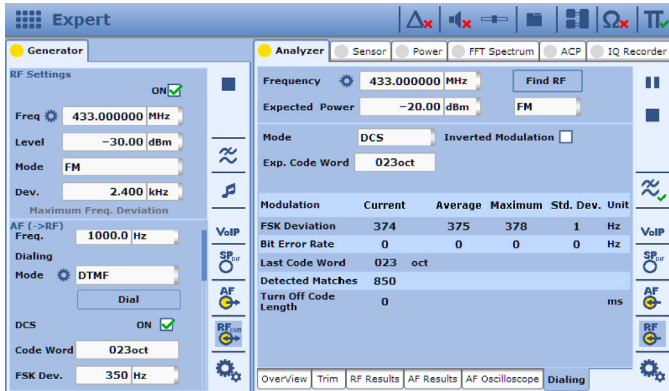 Expert
Generator
RF Settings
ON
Freq 433.000000 MHz
Level -30.00 dBm
Mode FM
Dev. 2.400 kHz
Maximum Freq. Deviation
AF (->RF)
Freq. 1000.0 Hz
Dialing
Mode DTMF
Dial
DCS ON
Code Word 023oct
FSK Dev. 350 Hz
VoIP
SP DIF
AF
RF
Analyzer Sensor Power FFT Spectrum ACP IQ Recorder
Frequency 433.000000 MHz Find RF
Expected Power -20.00 dBm FM
Mode DCS Inverted Modulation
Exp. Code Word 023oct
Modulation Current Average Maximum Std. Dev. Unit
FSK Deviation 374 375 378 1 Hz
Bit Error Rate 0 0 0 Hz
Last Code Word 023 oct
Detected Matches 850
Turn Off Code
Length 0 ms
OverView Trim RF Results AF Results AF Oscilloscope Dialing
VoIP
SP DIF
AF
RF